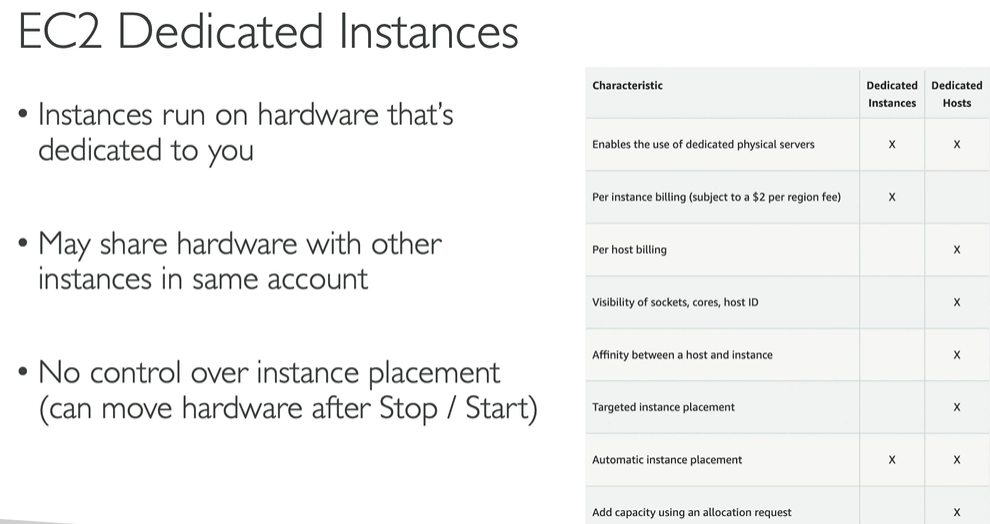 EC2 Dedicated Instances
• Instances run on hardware that's
dedicated to you
• May share hardware with other
instances in same account
• No control over instance placement
(can move hardware after Stop / Start)
Characteristic Dedicated Instances Dedicated Hosts
Enables the use of dedicated physical servers X X
Per instance billing (subject to a $2 per region fee) X
Per host billing X
Visibility of sockets, cores, host ID X
Affinity between a host and instance X
Targeted instance placement X
Automatic instance placement X X
Add capacity using an allocation request X